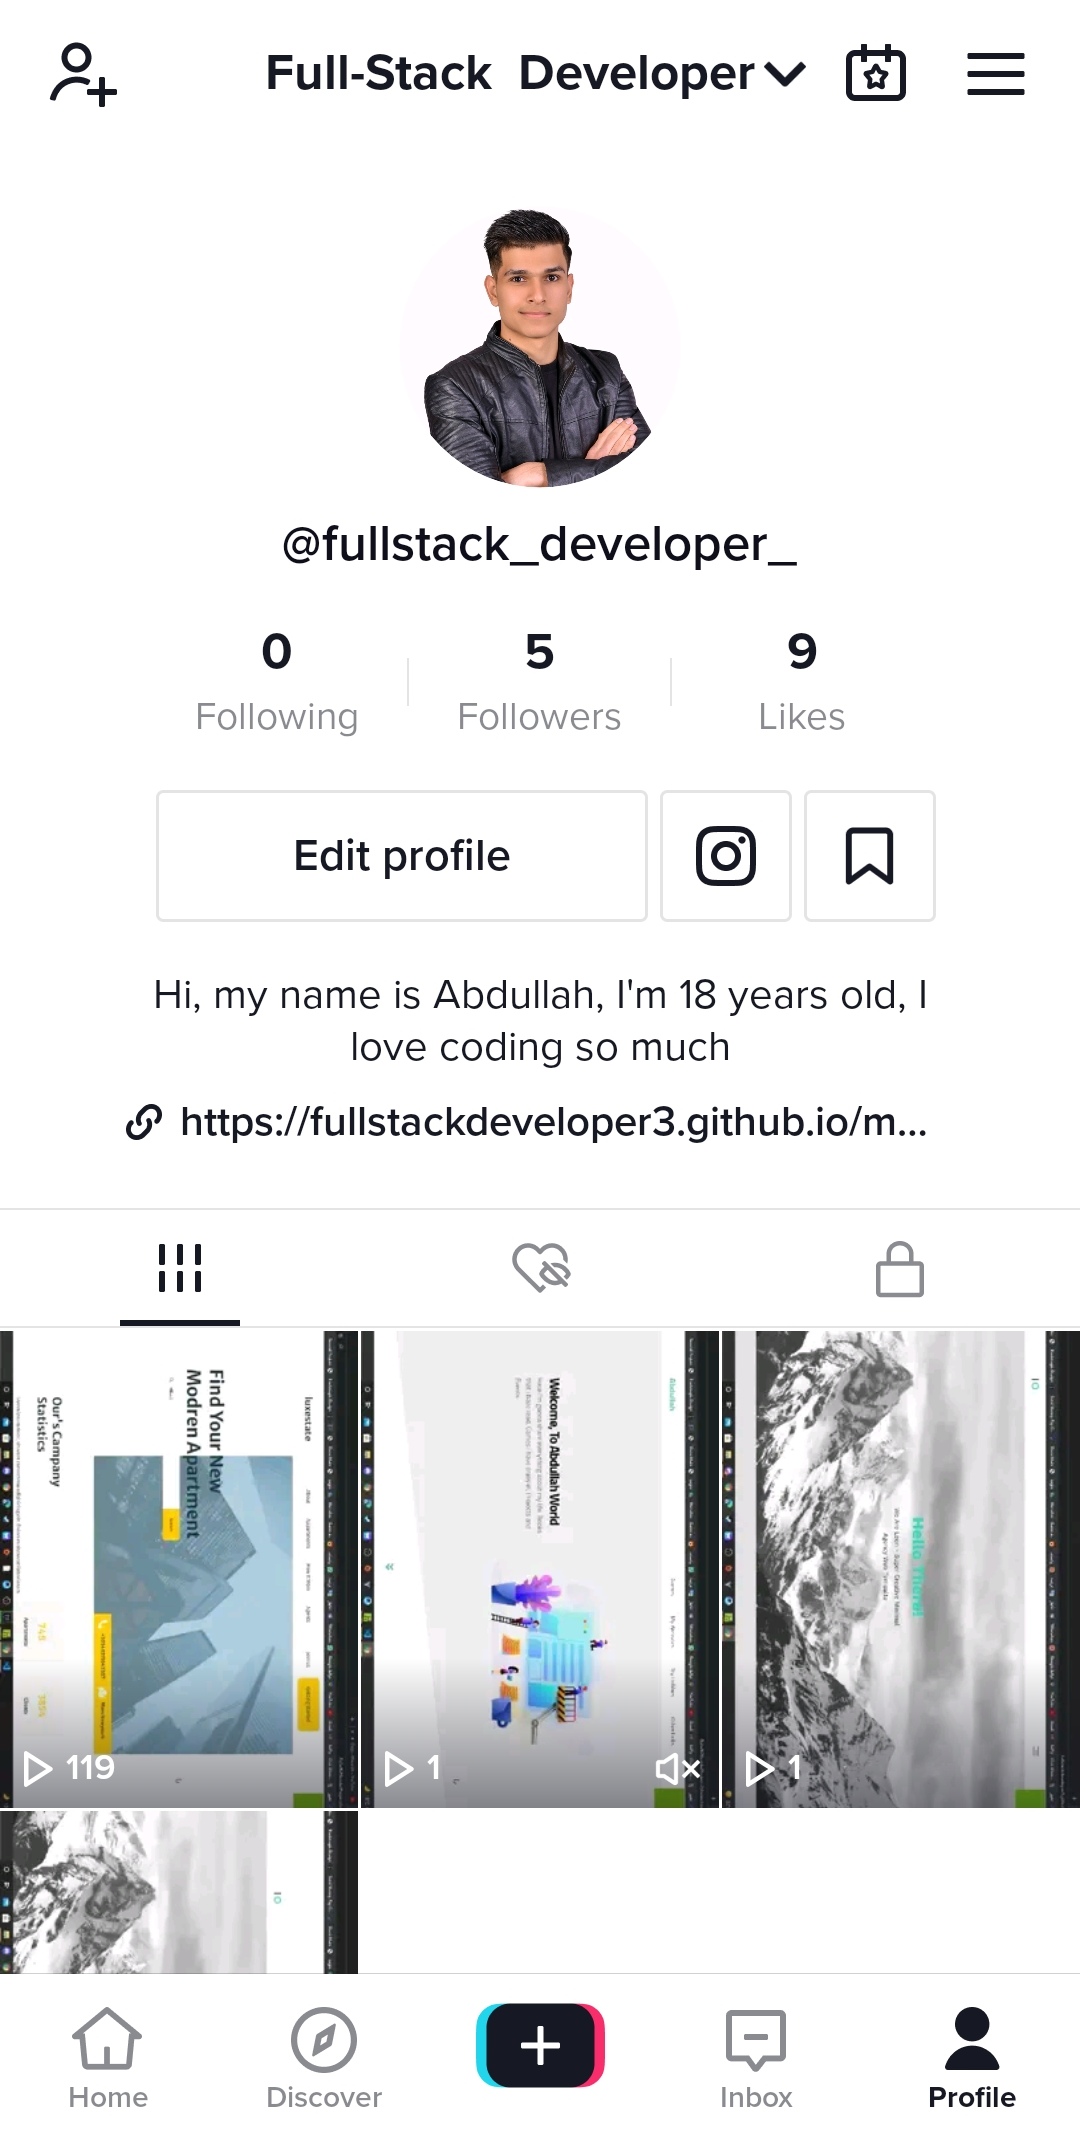 Full-Stack Developer
@fullstack_developer_
0
Following
5
Followers
9
Likes
Edit profile
Hi, my name is Abdullah, I'm 18 years old, I
love coding so much
https://fullstackdeveloper3.github.io/m...
luxestate
Find Your New
Modren Apartment
Our's Campany
Statistics
119
Abdullah
Welcome, To Abdullah World
1
Hello There!
1
Home
Discover
Inbox
Profile